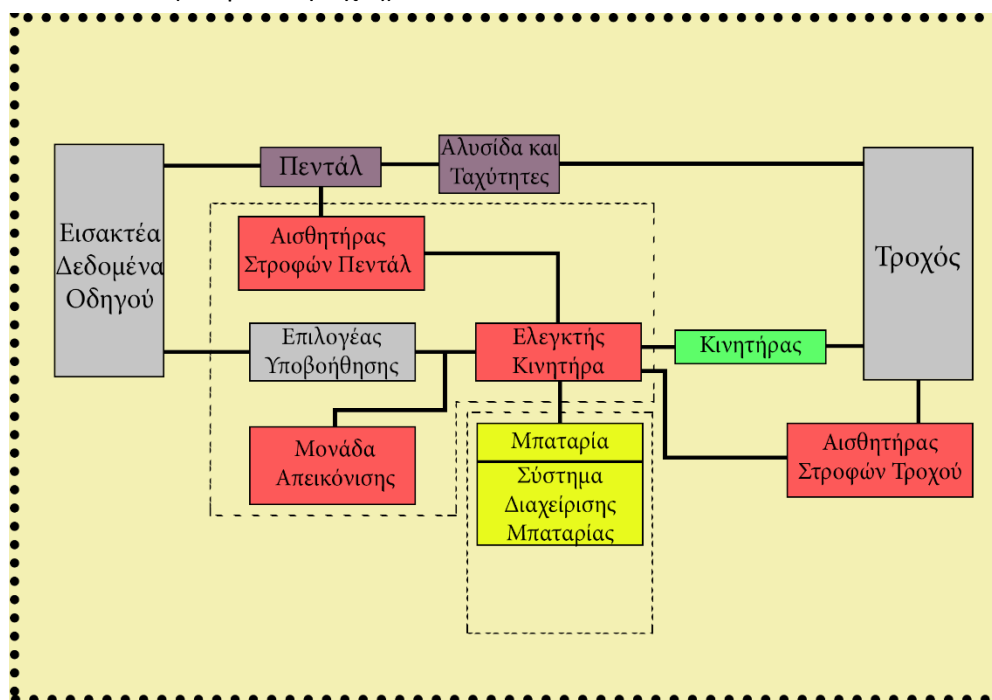 Πεντάλ
Αλυσίδα και
Ταχύτητες
Εισακτέα
Δεδομένα
Οδηγού
Τροχός
Αισθητήρας
Στροφών Πεντάλ
Επιλογέας
Υποβοήθησης
Ελεγκτής
Κινητήρα
Κινητήρας
Μονάδα
Απεικόνισης
Μπαταρία
Σύστημα
Διαχείρισης
Μπαταρίας
Αισθητήρας
Στροφών Τροχού